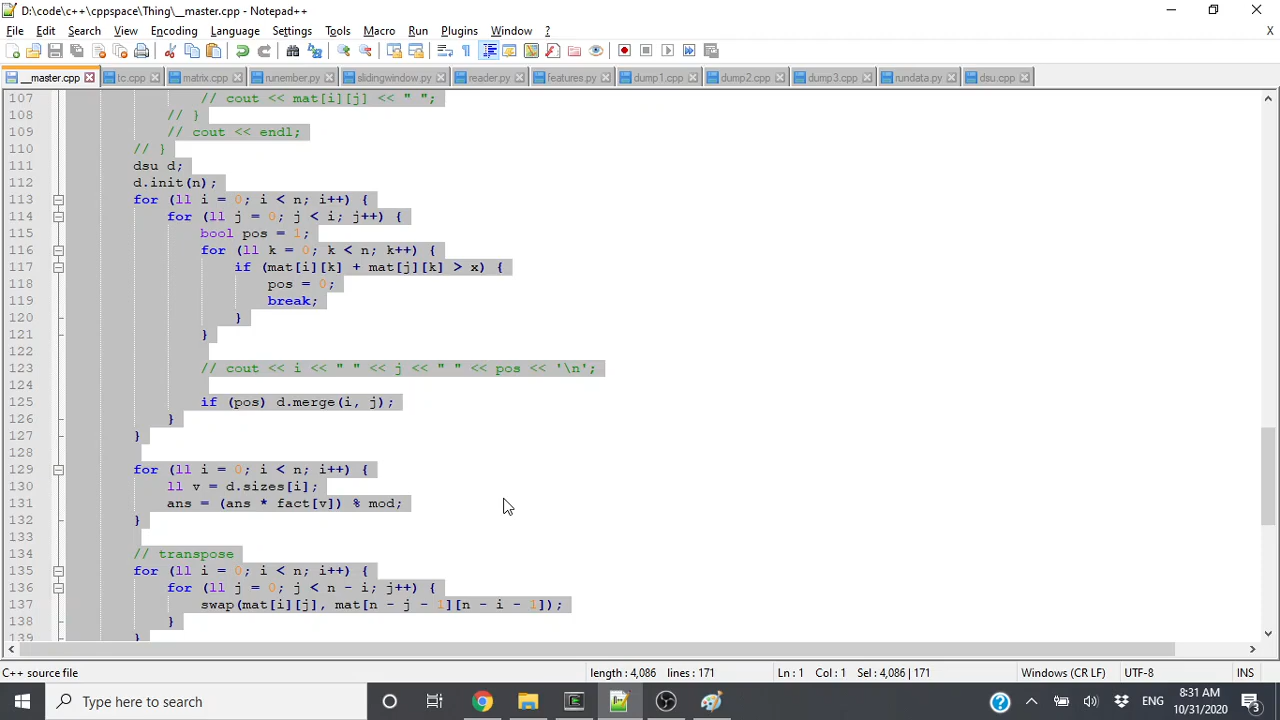 D:\code\c++\cppspace\Thing\__master.cpp - Notepad++
File Edit Search View Encoding Language Settings Tools Macro Run Plugins Window ? X
__master.cpp tc.cpp matrix.cpp runember.py slidingwindow.py reader.py features.py dump1.cpp dump2.cpp dump3.cpp rundata.py dsu.cpp
107 // cout << mat[i][j] << " ";
108 // }
109 // cout << endl;
110 // }
111 dsu d;
112 d.init(n);
113 for (ll i = 0; i < n; i++) {
114 for (ll j = 0; j < i; j++) {
115 bool pos = 1;
116 for (ll k = 0; k < n; k++) {
117 if (mat[i][k] + mat[j][k] > x) {
118 pos = 0;
119 break;
120 }
121 }
122
123 // cout << i << " " << j << " " << pos << '\n';
124
125 if (pos) d.merge(i, j);
126 }
127 }
128
129 for (ll i = 0; i < n; i++) {
130 ll v = d.sizes[i];
131 ans = (ans * fact[v]) % mod;
132 }
133
134 // transpose
135 for (ll i = 0; i < n; i++) {
136 for (ll j = 0; j < n - i; j++) {
137 swap(mat[i][j], mat[n - j - 1][n - i - 1]);
138 }
139 }
C++ source file length : 4,086 lines : 171 Ln : 1 Col : 1 Sel : 4,086 | 171 Windows (CR LF) UTF-8 INS
Type here to search ENG 8:31 AM
10/31/2020 3